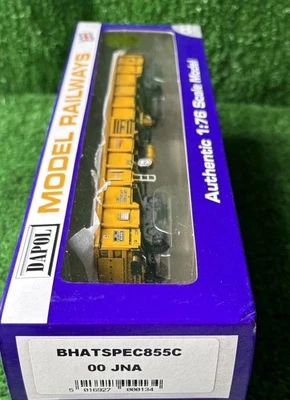 DAPOL
MODEL RAILWAYS
Authentic 1:76 Scale Model
BHATSPEC855C
00 JNA
5 016927 000134